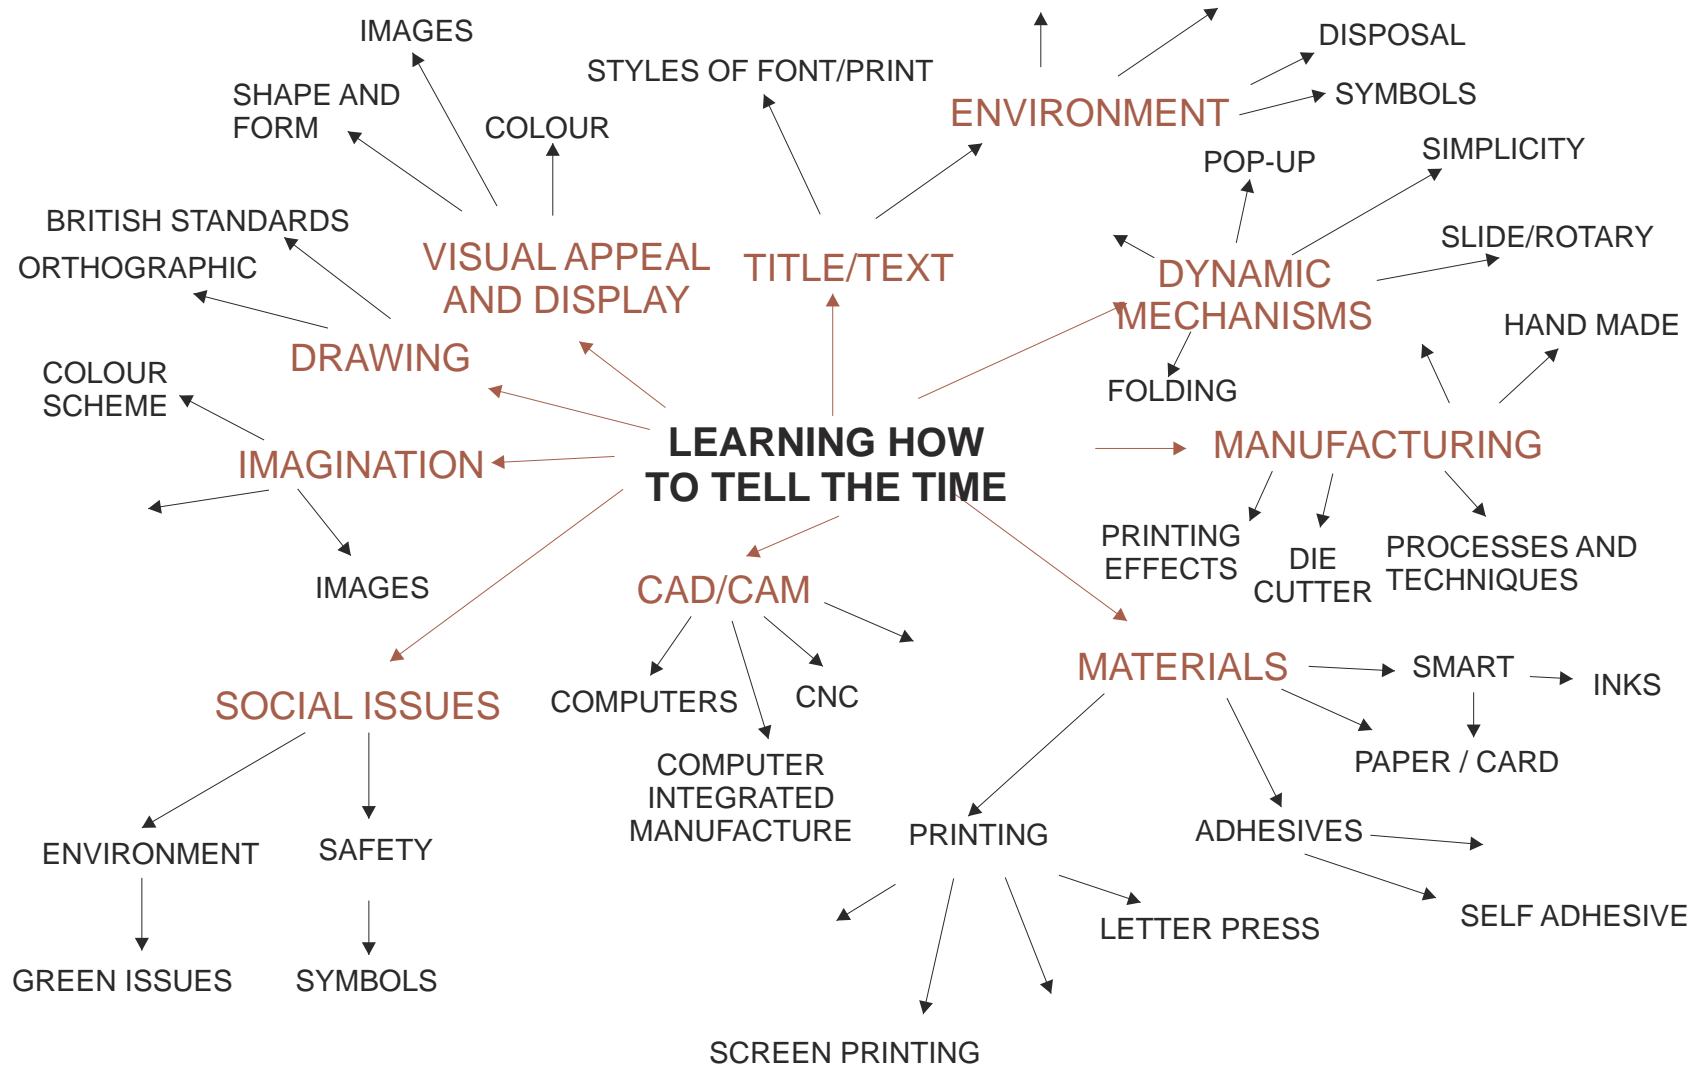 IMAGES
DISPOSAL
STYLES OF FONT/PRINT
SYMBOLS
SHAPE AND
FORM
ENVIRONMENT
COLOUR
SIMPLICITY
POP-UP
BRITISH STANDARDS
SLIDE/ROTARY
ORTHOGRAPHIC
VISUAL APPEAL
AND DISPLAY
TITLE/TEXT
DYNAMIC
MECHANISMS
HAND MADE
DRAWING
COLOUR
SCHEME
FOLDING
LEARNING HOW
TO TELL THE TIME
MANUFACTURING
IMAGINATION
PRINTING
EFFECTS
DIE
CUTTER
PROCESSES AND
TECHNIQUES
IMAGES
CAD/CAM
MATERIALS
SMART
INKS
SOCIAL ISSUES
COMPUTERS
CNC
PAPER / CARD
COMPUTER
INTEGRATED
MANUFACTURE
PRINTING
ADHESIVES
ENVIRONMENT
SAFETY
LETTER PRESS
SELF ADHESIVE
GREEN ISSUES
SYMBOLS
SCREEN PRINTING